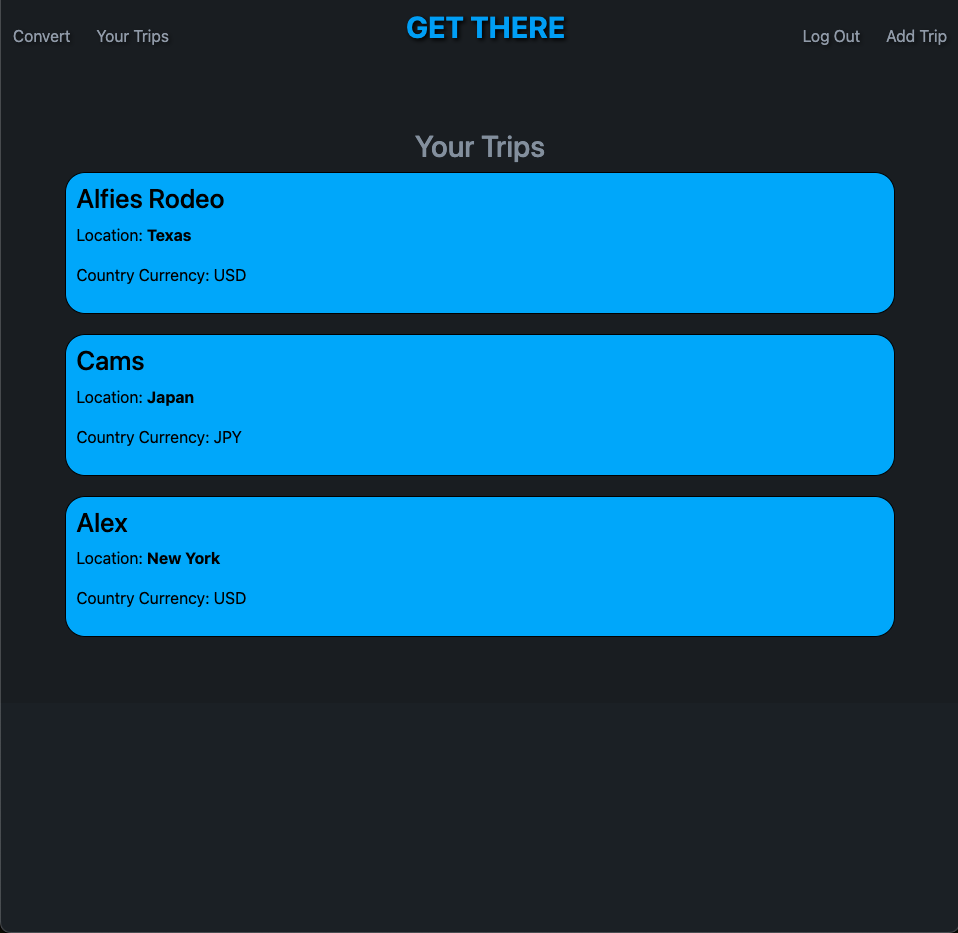 Convert Your Trips GET THERE Log Out Add Trip
Your Trips
Alfies Rodeo
Location: Texas
Country Currency: USD
Cams
Location: Japan
Country Currency: JPY
Alex
Location: New York
Country Currency: USD